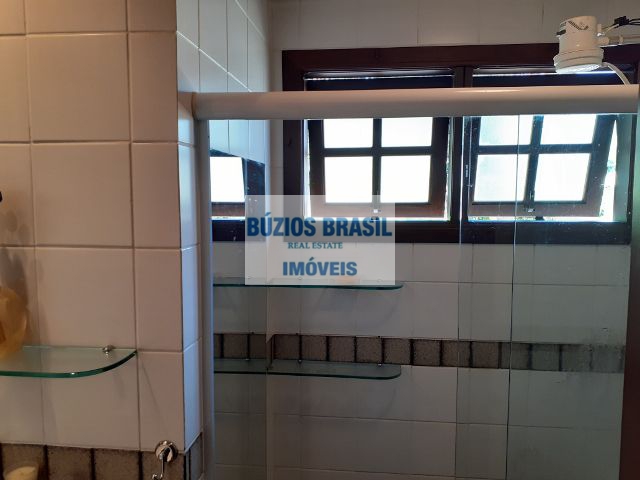 BÚZIOS BRASIL
REAL ESTATE
IMÓVEIS